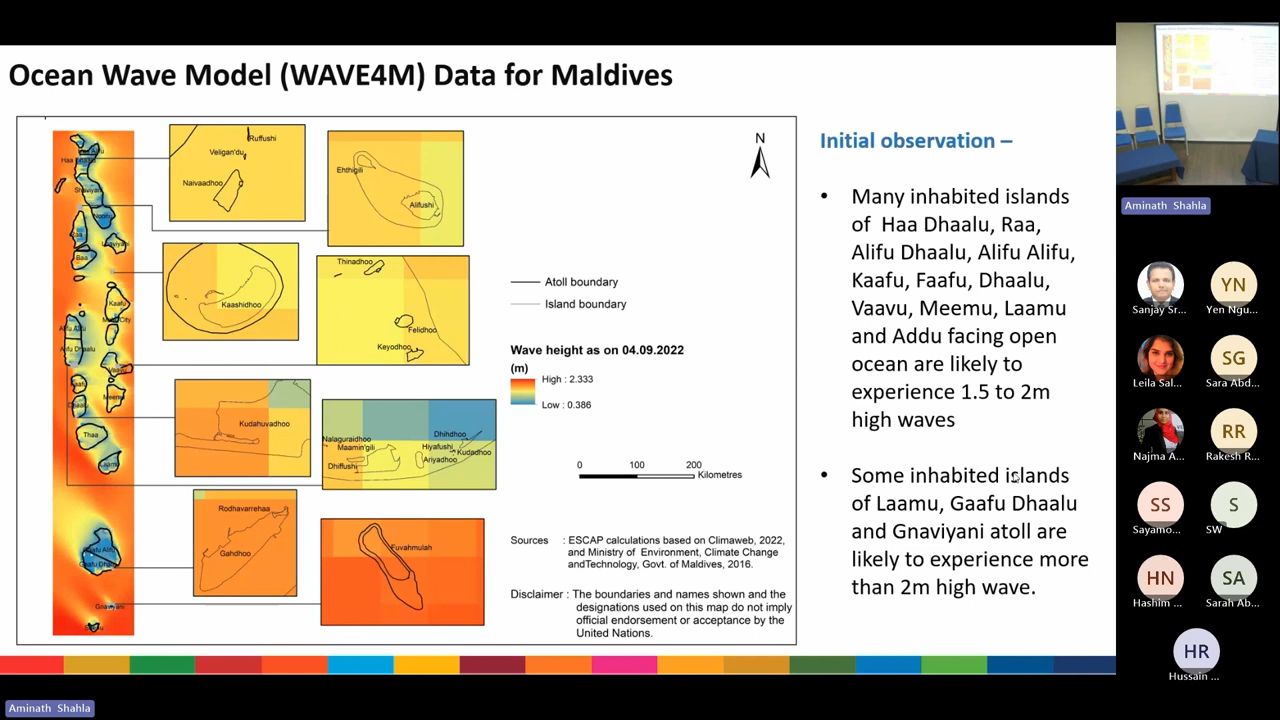 Ocean Wave Model (WAVE4M) Data for Maldives
Ruffushi
Veligan'du
Naivaadhoo
Ehthigili
Alifushi
N
Kaashidhoo
Thinadhoo
Felidhoo
Keyodhoo
Atoll boundary
Island boundary
Wave height as on 04.09.2022
(m)
High : 2.333
Low : 0.386
Kudahuvadhoo
Nalaguraidhoo
Maamin'gili
Dhiffushi
Dhihdhoo
Hiyafushi
Kudadhoo
Ariyadhoo
0 100 200
Kilometres
Rodhavarrehaa
Gahdhoo
Fuvahmulah
Baa
Kaafu
Thaa
Sources : ESCAP calculations based on Climaweb, 2022,
and Ministry of Environment, Climate Change
andTechnology, Govt. of Maldives, 2016.
Disclaimer : The boundaries and names shown and the
designations used on this map do not imply
official endorsement or acceptance by the
United Nations.
Initial observation –
• Many inhabited islands
of Haa Dhaalu, Raa,
Alifu Dhaalu, Alifu Alifu,
Kaafu, Faafu, Dhaalu,
Vaavu, Meemu, Laamu
and Addu facing open
ocean are likely to
experience 1.5 to 2m
high waves
• Some inhabited islands
of Laamu, Gaafu Dhaalu
and Gnaviyani atoll are
likely to experience more
than 2m high wave.
Aminath Shahla
Sanjay Sr...
YN
Yen Ngu...
Leila Sal...
SG
Sara Abd...
Najma A...
RR
Rakesh R...
SS
Sayamo...
S
SW
HN
Hashim ...
SA
Sarah Ab...
HR
Hussain ...
Aminath Shahla